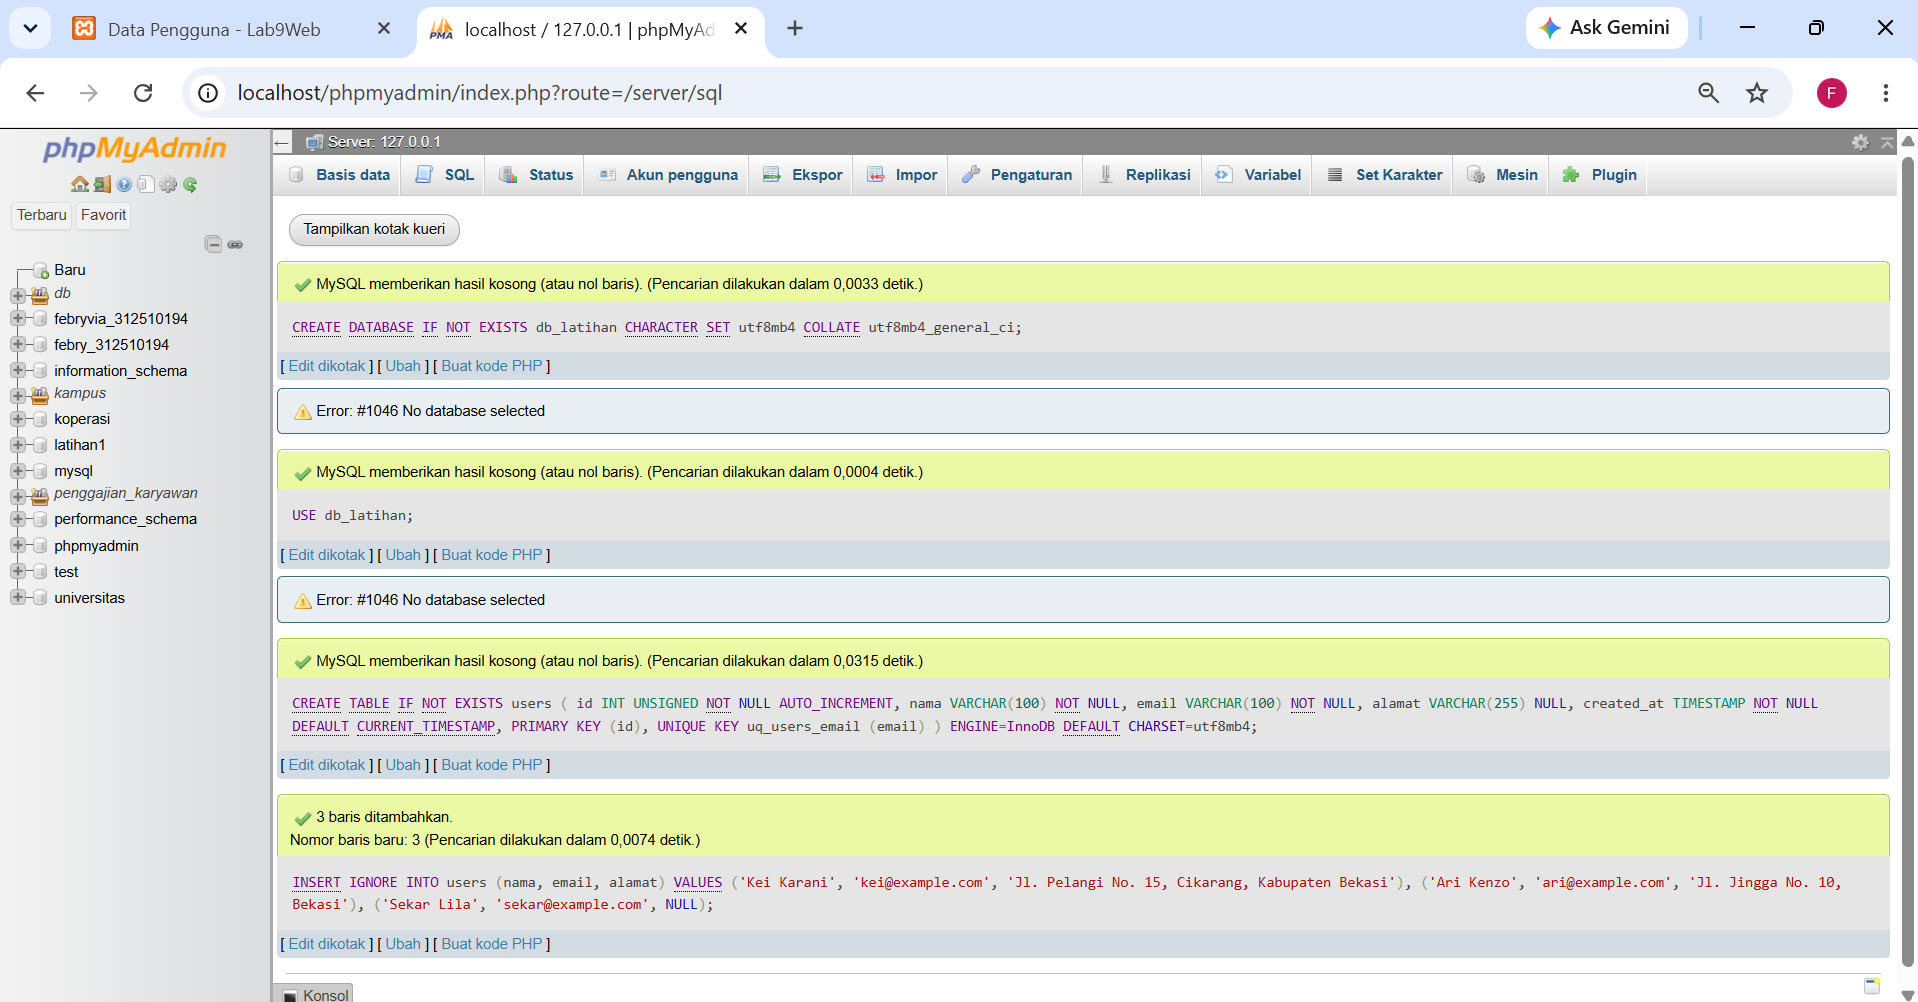 Data Pengguna - Lab9Web
localhost / 127.0.0.1 | phpMyAd
Ask Gemini
localhost/phpmyadmin/index.php?route=/server/sql
F
phpMyAdmin
Terbaru
Favorit
Baru
db
febryvia_312510194
febry_312510194
information_schema
kampus
koperasi
latihan1
mysql
penggajian_karyawan
performance_schema
phpmyadmin
test
universitas
Server: 127.0.0.1
Basis data
SQL
Status
Akun pengguna
Ekspor
Impor
Pengaturan
Replikasi
Variabel
Set Karakter
Mesin
Plugin
Tampilkan kotak kueri
MySQL memberikan hasil kosong (atau nol baris). (Pencarian dilakukan dalam 0,0033 detik.)
CREATE DATABASE IF NOT EXISTS db_latihan CHARACTER SET utf8mb4 COLLATE utf8mb4_general_ci;
[ Edit dikotak ] [ Ubah ] [ Buat kode PHP ]
Error: #1046 No database selected
MySQL memberikan hasil kosong (atau nol baris). (Pencarian dilakukan dalam 0,0004 detik.)
USE db_latihan;
[ Edit dikotak ] [ Ubah ] [ Buat kode PHP ]
Error: #1046 No database selected
MySQL memberikan hasil kosong (atau nol baris). (Pencarian dilakukan dalam 0,0315 detik.)
CREATE TABLE IF NOT EXISTS users ( id INT UNSIGNED NOT NULL AUTO_INCREMENT, nama VARCHAR(100) NOT NULL, email VARCHAR(100) NOT NULL, alamat VARCHAR(255) NULL, created_at TIMESTAMP NOT NULL
DEFAULT CURRENT_TIMESTAMP, PRIMARY KEY (id), UNIQUE KEY uq_users_email (email) ) ENGINE=InnoDB DEFAULT CHARSET=utf8mb4;
[ Edit dikotak ] [ Ubah ] [ Buat kode PHP ]
3 baris ditambahkan.
Nomor baris baru: 3 (Pencarian dilakukan dalam 0,0074 detik.)
INSERT IGNORE INTO users (nama, email, alamat) VALUES ('Kei Karani', 'kei@example.com', 'Jl. Pelangi No. 15, Cikarang, Kabupaten Bekasi'), ('Ari Kenzo', 'ari@example.com', 'Jl. Jingga No. 10,
Bekasi'), ('Sekar Lila', 'sekar@example.com', NULL);
[ Edit dikotak ] [ Ubah ] [ Buat kode PHP ]
Konsol